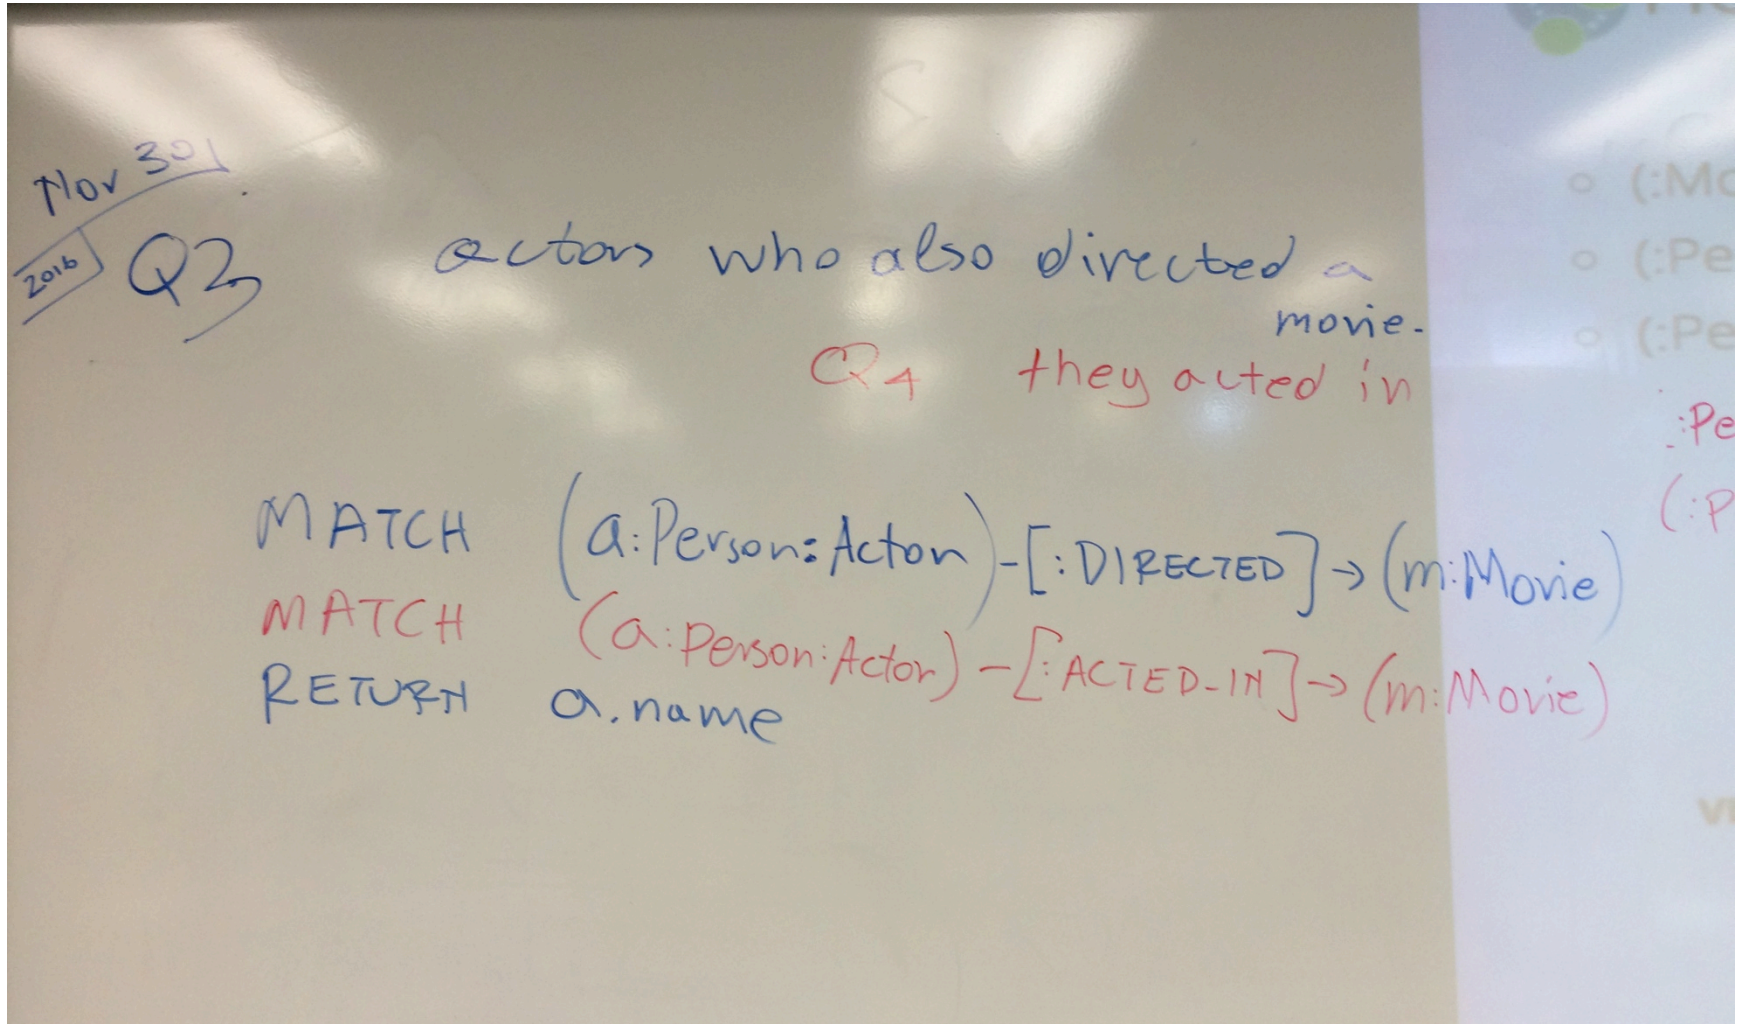 Nov 30
2016
Q3 actors who also directed a
movie.
Q4 they acted in
MATCH (a:Person:Actor)-[:DIRECTED]→(m:Movie)
MATCH (a:Person:Actor)-[:ACTED-IN]→(m:Movie)
RETURN a.name
(:Mo
(:Pe
(:Pe
:Pe
(:P